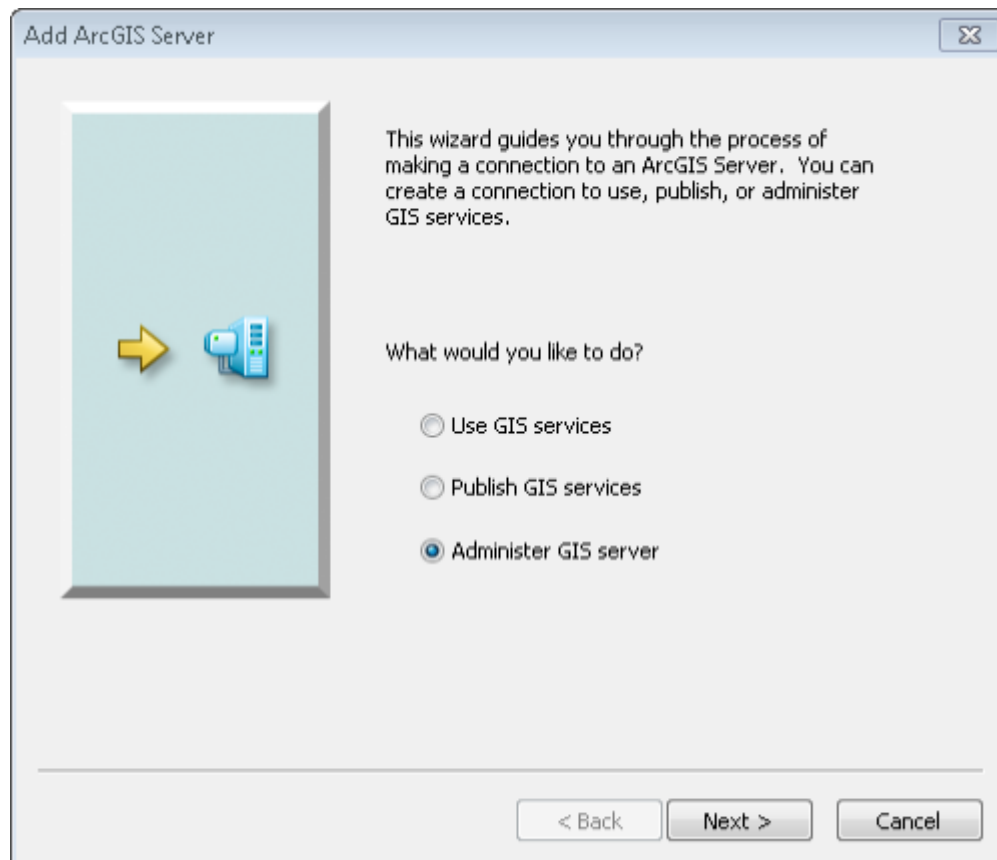 Add ArcGIS Server
This wizard guides you through the process of
making a connection to an ArcGIS Server.  You can
create a connection to use, publish, or administer
GIS services.
What would you like to do?
Use GIS services
Publish GIS services
Administer GIS server
< Back
Next >
Cancel